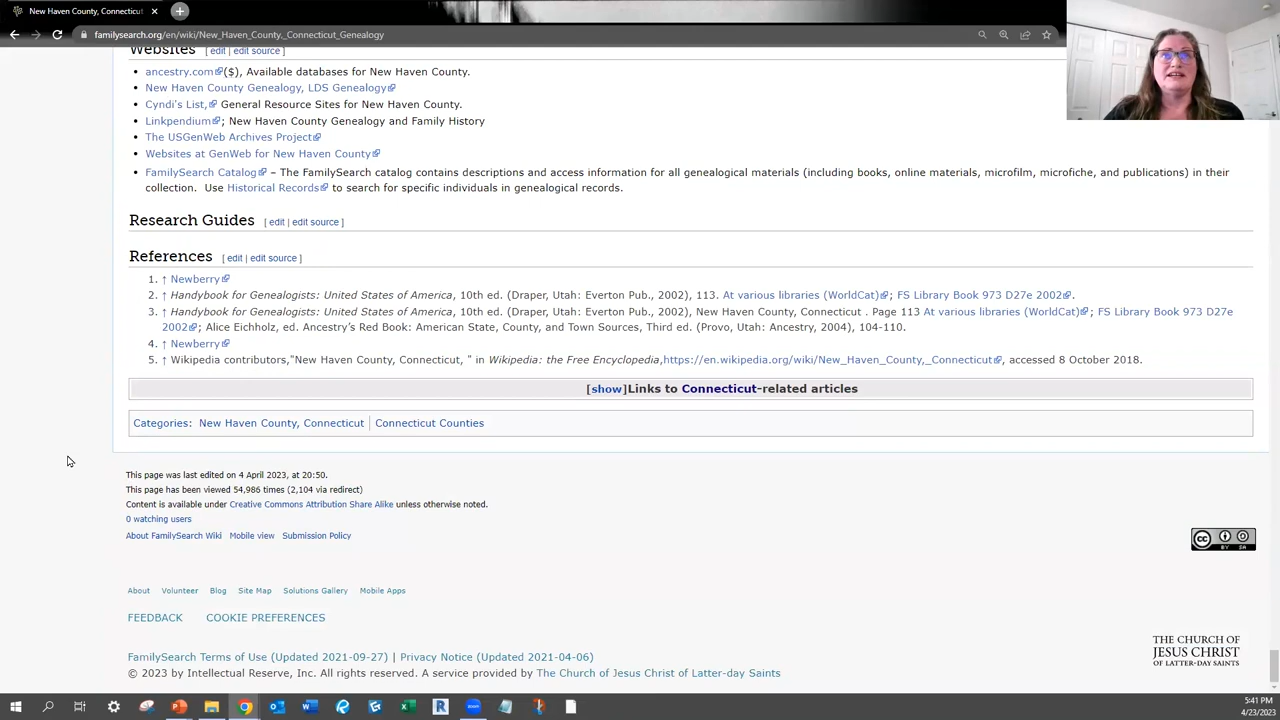 New Haven County, Connecticut
familysearch.org/en/wiki/New_Haven_County,_Connecticut_Genealogy
Websites [ edit | edit source ]
• ancestry.com($), Available databases for New Haven County.
• New Haven County Genealogy, LDS Genealogy
• Cyndi's List, General Resource Sites for New Haven County.
• Linkpendium; New Haven County Genealogy and Family History
• The USGenWeb Archives Project
• Websites at GenWeb for New Haven County
• FamilySearch Catalog – The FamilySearch catalog contains descriptions and access information for all genealogical materials (including books, online materials, microfilm, microfiche, and publications) in their
collection. Use Historical Records to search for specific individuals in genealogical records.
Research Guides [ edit | edit source ]
References [ edit | edit source ]
1. ↑ Newberry
2. ↑ Handybook for Genealogists: United States of America, 10th ed. (Draper, Utah: Everton Pub., 2002), 113. At various libraries (WorldCat); FS Library Book 973 D27e 2002.
3. ↑ Handybook for Genealogists: United States of America, 10th ed. (Draper, Utah: Everton Pub., 2002), New Haven County, Connecticut . Page 113 At various libraries (WorldCat); FS Library Book 973 D27e
2002; Alice Eichholz, ed. Ancestry's Red Book: American State, County, and Town Sources, Third ed. (Provo, Utah: Ancestry, 2004), 104-110.
4. ↑ Newberry
5. ↑ Wikipedia contributors,"New Haven County, Connecticut, " in Wikipedia: the Free Encyclopedia,https://en.wikipedia.org/wiki/New_Haven_County,_Connecticut, accessed 8 October 2018.
[show]Links to Connecticut-related articles
Categories: New Haven County, Connecticut | Connecticut Counties
This page was last edited on 4 April 2023, at 20:50.
This page has been viewed 54,986 times (2,104 via redirect)
Content is available under Creative Commons Attribution Share Alike unless otherwise noted.
0 watching users
About FamilySearch Wiki Mobile view Submission Policy
CC BY SA
About Volunteer Blog Site Map Solutions Gallery Mobile Apps
FEEDBACK COOKIE PREFERENCES
THE CHURCH OF
JESUS CHRIST
OF LATTER-DAY SAINTS
FamilySearch Terms of Use (Updated 2021-09-27) | Privacy Notice (Updated 2021-04-06)
© 2023 by Intellectual Reserve, Inc. All rights reserved. A service provided by The Church of Jesus Christ of Latter-day Saints
5:41 PM
4/23/2023